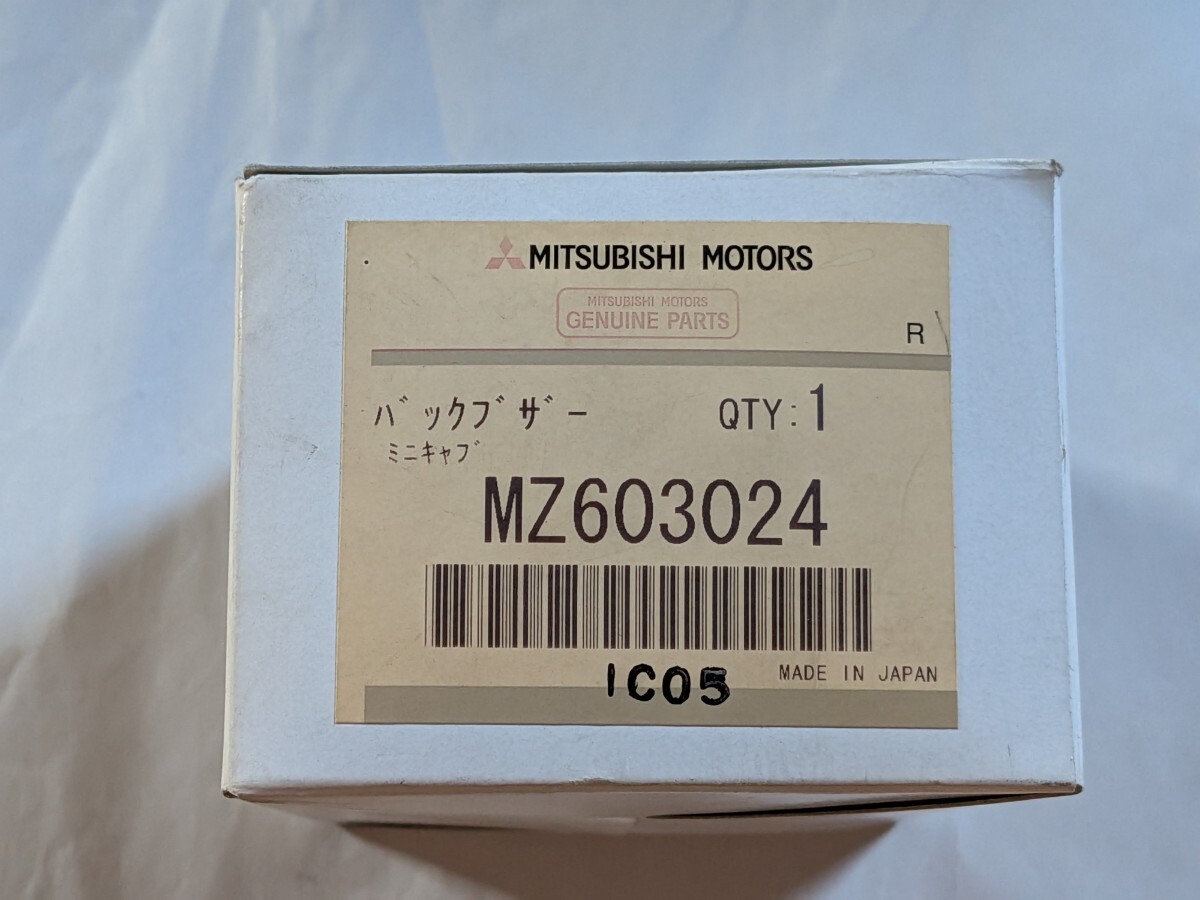 MITSUBISHI MOTORS
MITSUBISHI MOTORS
GENUINE PARTS
R
バックブザー QTY:1
ミニキャブ
MZ603024
1C05 MADE IN JAPAN